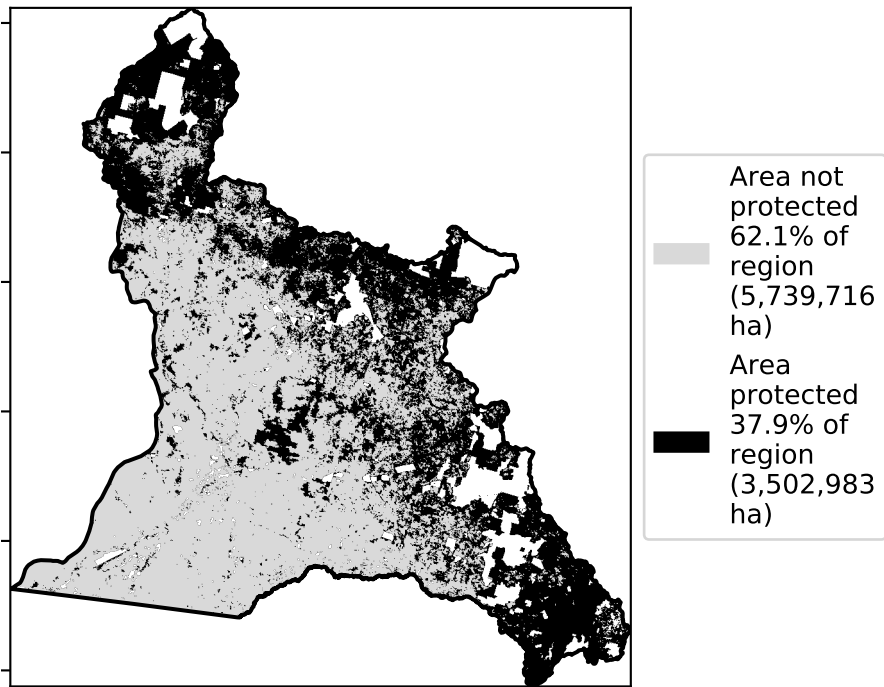 Area not
protected
62.1% of
region
(5,739,716
ha)
Area
protected
37.9% of
region
(3,502,983
ha)